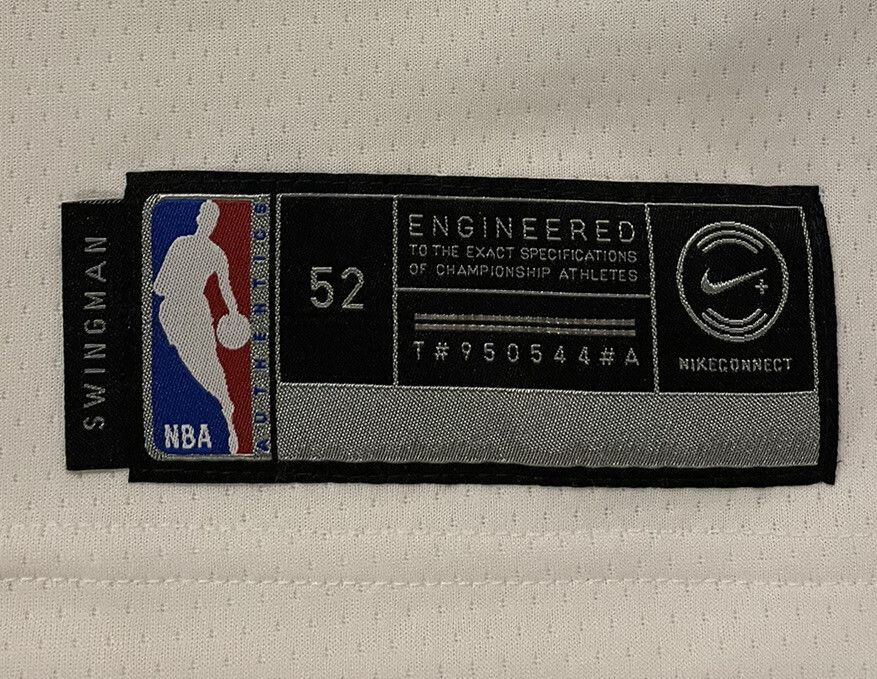 SWINGMAN
NBA
AUTHENTICS
52
ENGINEERED
TO THE EXACT SPECIFICATIONS
OF CHAMPIONSHIP ATHLETES
T#950544#A
NIKECONNECT